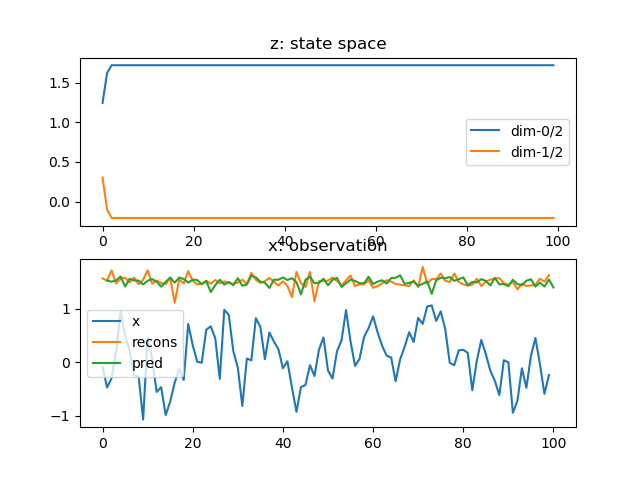 z: state space
1.5
1.0
0.5
0.0
dim-0/2
dim-1/2
0 20 40 60 80 100
x: observation
1
0
−1
x
recons
pred
0 20 40 60 80 100